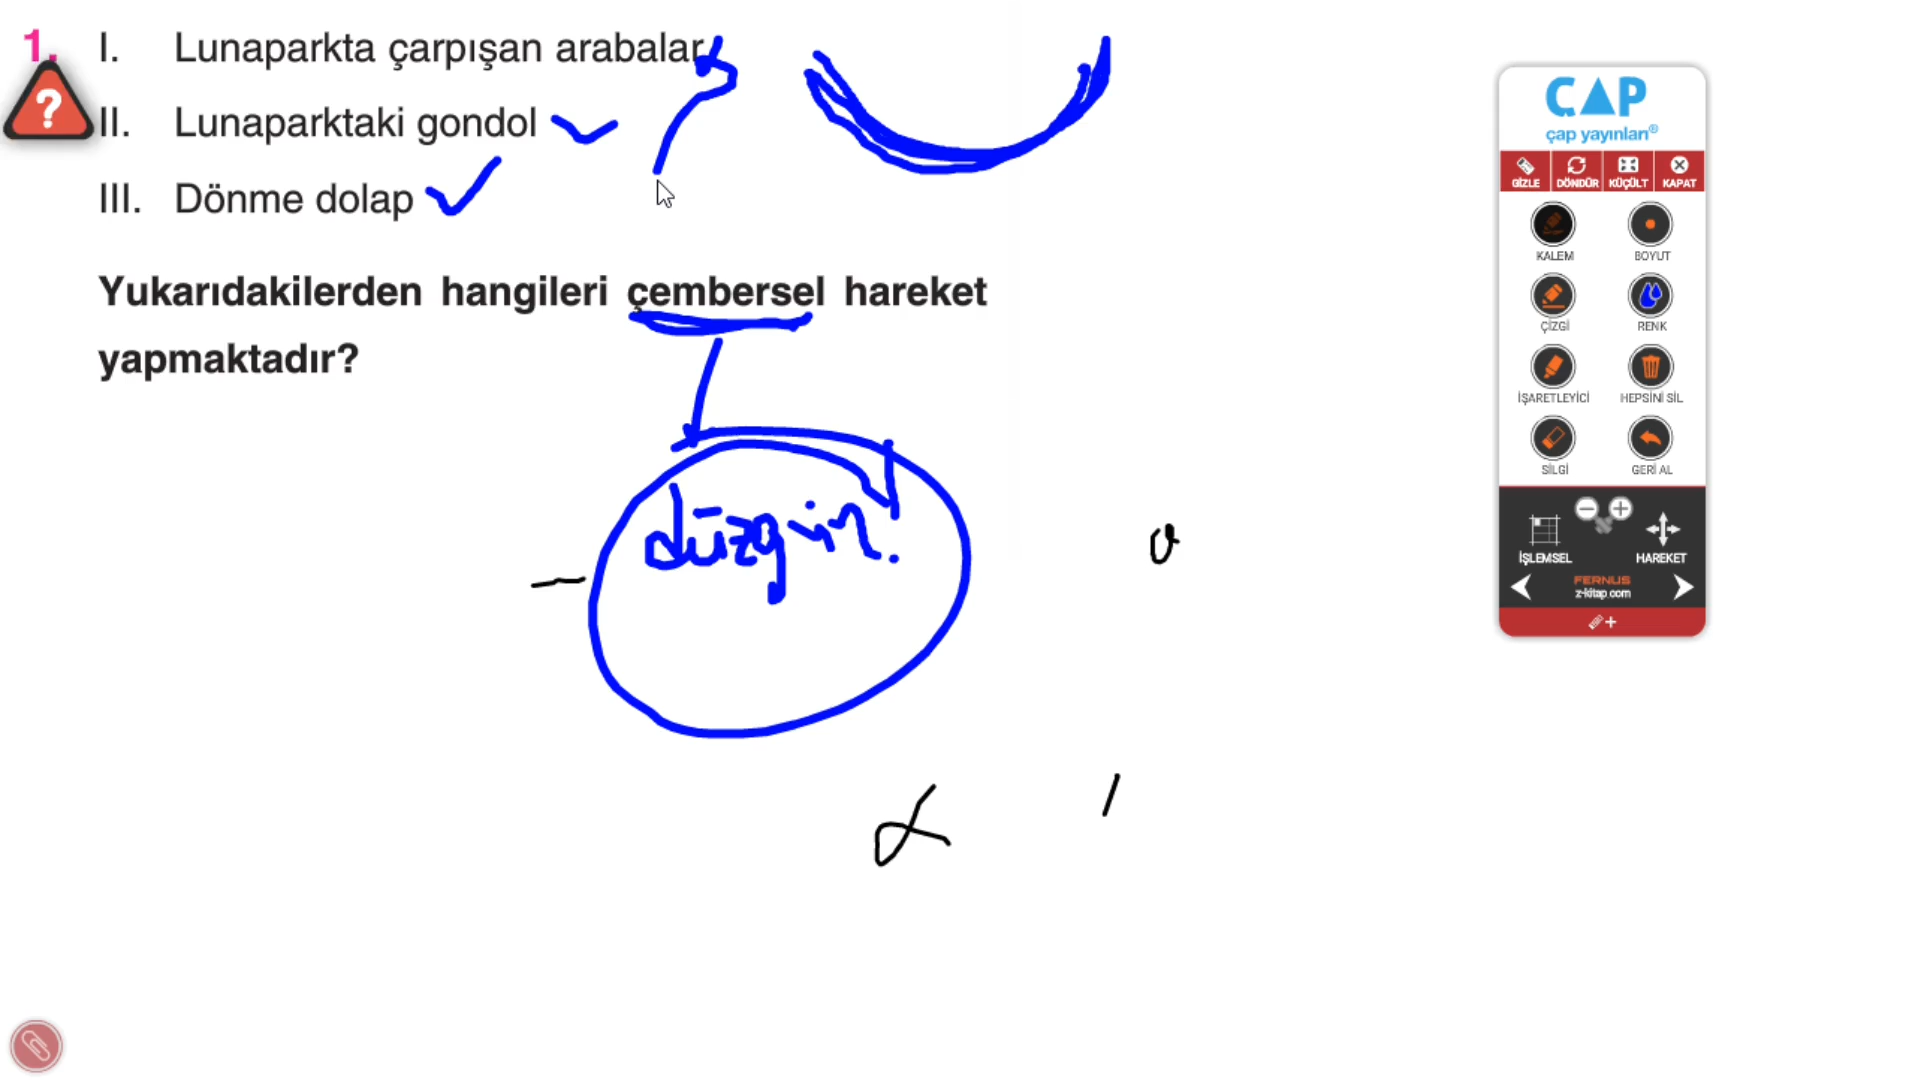 1. I. Lunaparkta çarpışan arabalar
? II. Lunaparktaki gondol
III. Dönme dolap
Yukarıdakilerden hangileri çembersel hareket
yapmaktadır?
düzgün!
ÇAP
çap yayınları®
GİZLE DÖNDÜR KÜÇÜLT KAPAT
KALEM BOYUT
ÇİZGİ RENK
İŞARETLEYİCİ HEPSİNİ SİL
SİLGİ GERİ AL
İŞLEMSEL HAREKET
FERNUS
z-kitap.com